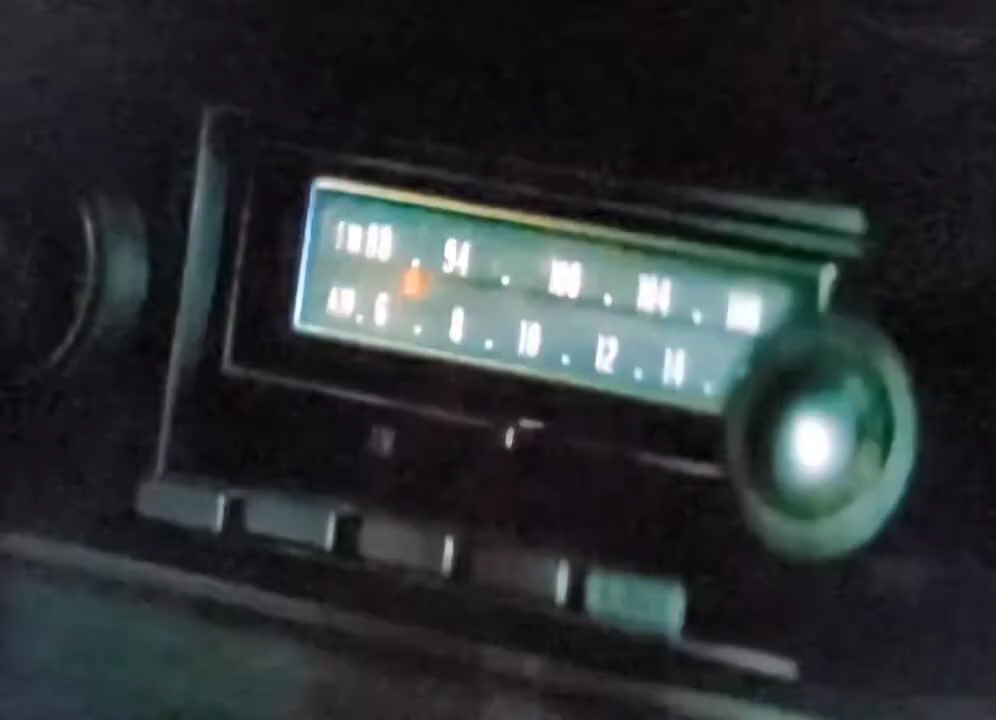 FM 88 . 94 . 100 . 104 . 108
AM . 6 . 8 . 10 . 12 . 14 .